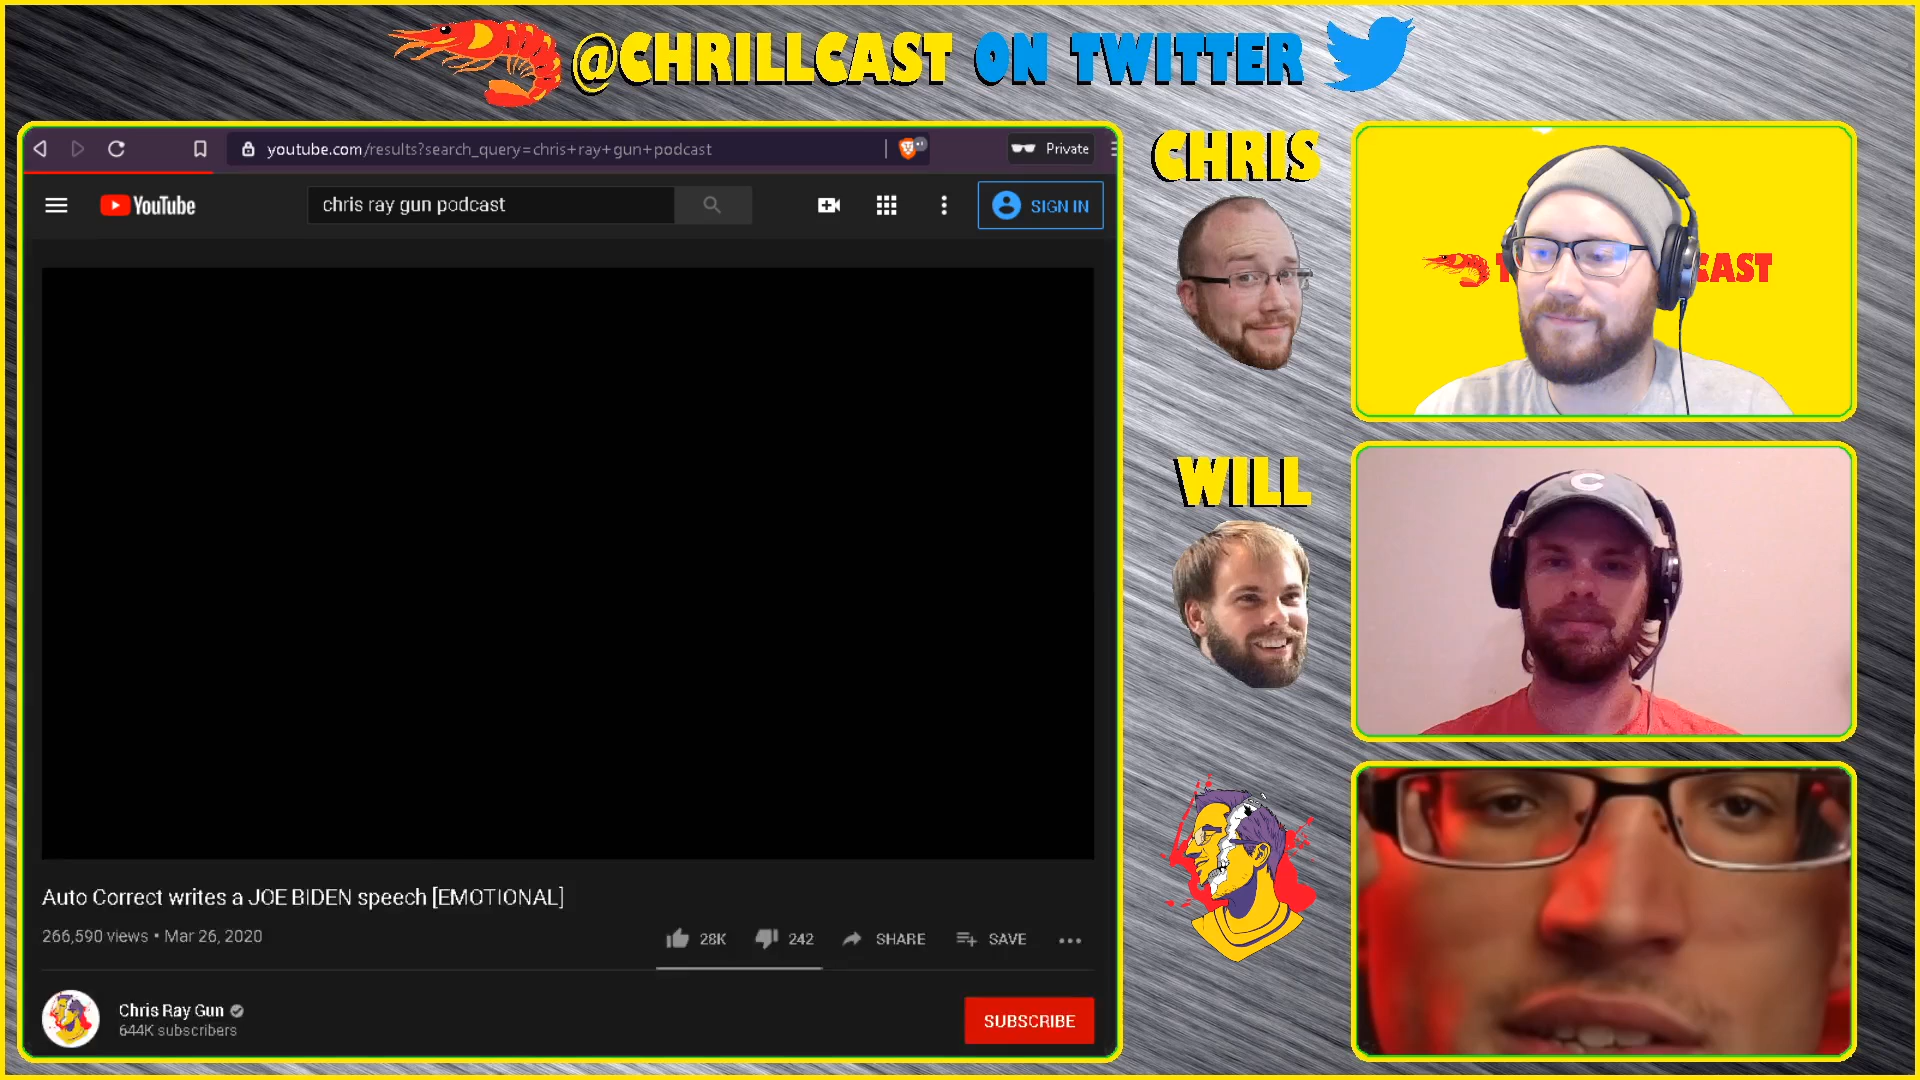 @CHRILLCAST ON TWITTER
youtube.com/results?search_query=chris+ray+gun+podcast
Private
YouTube
chris ray gun podcast
SIGN IN
Auto Correct writes a JOE BIDEN speech [EMOTIONAL]
266,590 views • Mar 26, 2020
28K
242
SHARE
SAVE
Chris Ray Gun
644K subscribers
SUBSCRIBE
CHRIS
CAST
WILL
C